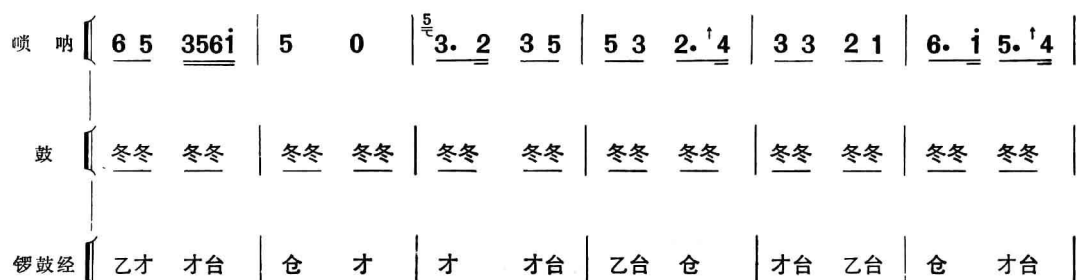 唢呐 6 5 3561̇ | 5 0 | 5 3. 2 3 5 | 5 3 2. ↑4 | 3 3 2 1 | 6. 1̇ 5. ↑4 |
鼓 冬冬 冬冬 | 冬冬 冬冬 | 冬冬 冬冬 | 冬冬 冬冬 | 冬冬 冬冬 | 冬冬 冬冬 |
锣鼓经 乙才 才台 | 仓 才 | 才 才台 | 乙台 仓 | 才台 乙台 | 仓 才台 |